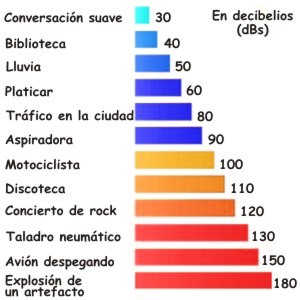 En decibelios
(dBs)
Conversación suave 30
Biblioteca 40
Lluvia 50
Platicar 60
Tráfico en la ciudad 80
Aspiradora 90
Motociclista 100
Discoteca 110
Concierto de rock 120
Taladro neumático 130
Avión despegando 150
Explosión de
un artefacto 180